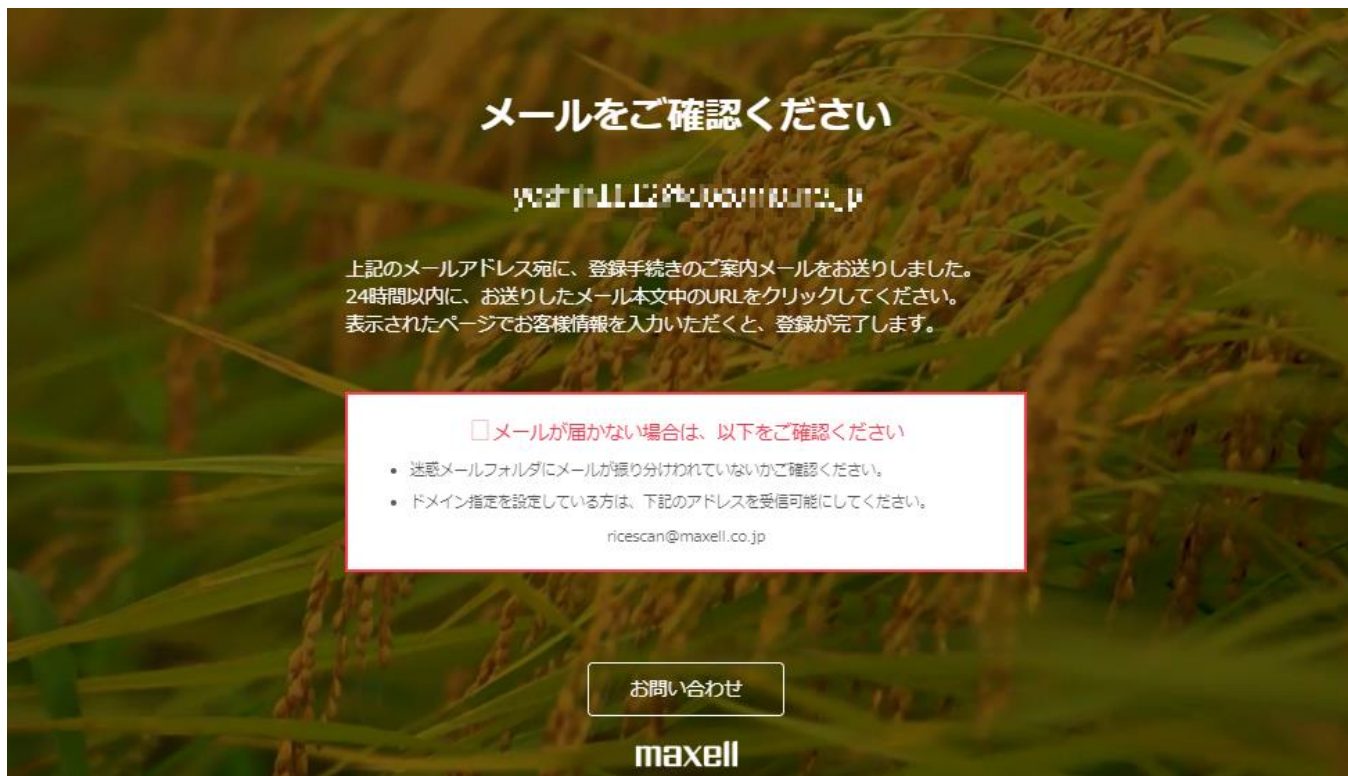 メールをご確認ください
上記のメールアドレス宛に、登録手続きのご案内メールをお送りしました。
24時間以内に、お送りしたメール本文中のURLをクリックしてください。
表示されたページでお客様情報を入力いただくと、登録が完了します。
メールが届かない場合は、以下をご確認ください
• 迷惑メールフォルダにメールが振り分けわれていないかご確認ください。
• ドメイン指定を設定している方は、下記のアドレスを受信可能にしてください。
ricescan@maxell.co.jp
お問い合わせ
maxell